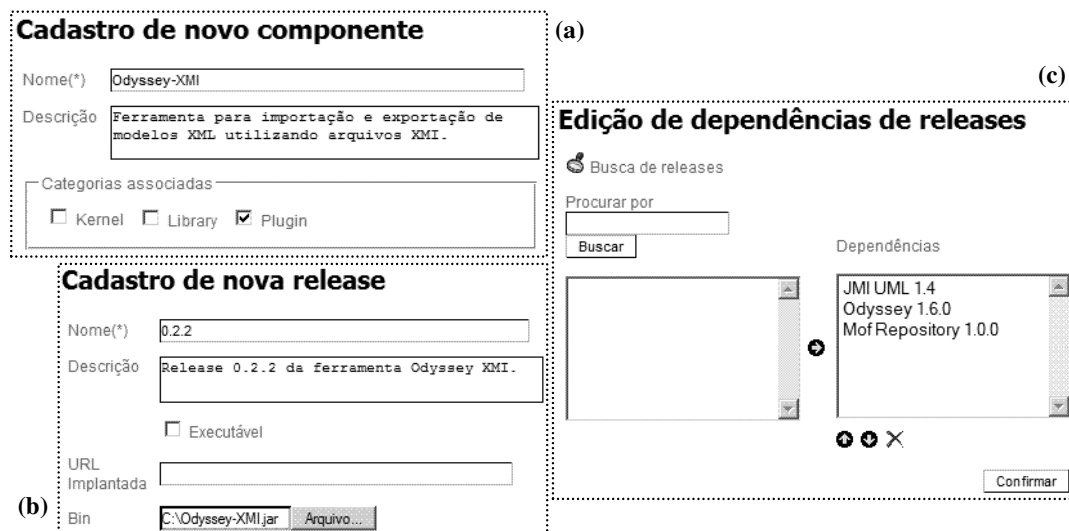 Cadastro de novo componente
(a)
Nome(*)
Odyssey-XMI
Descrição
Ferramenta para importação e exportação de
modelos XML utilizando arquivos XMI.
Categorias associadas
Kernel
Library
Plugin
Cadastro de nova release
Nome(*)
0.2.2
Descrição
Release 0.2.2 da ferramenta Odyssey XMI.
Executável
URL
Implantada
(b)
Bin
C:\Odyssey-XMI.jar
Arquivo...
(c)
Edição de dependências de releases
Busca de releases
Procurar por
Buscar
Dependências
JMI UML 1.4
Odyssey 1.6.0
Mof Repository 1.0.0
Confirmar